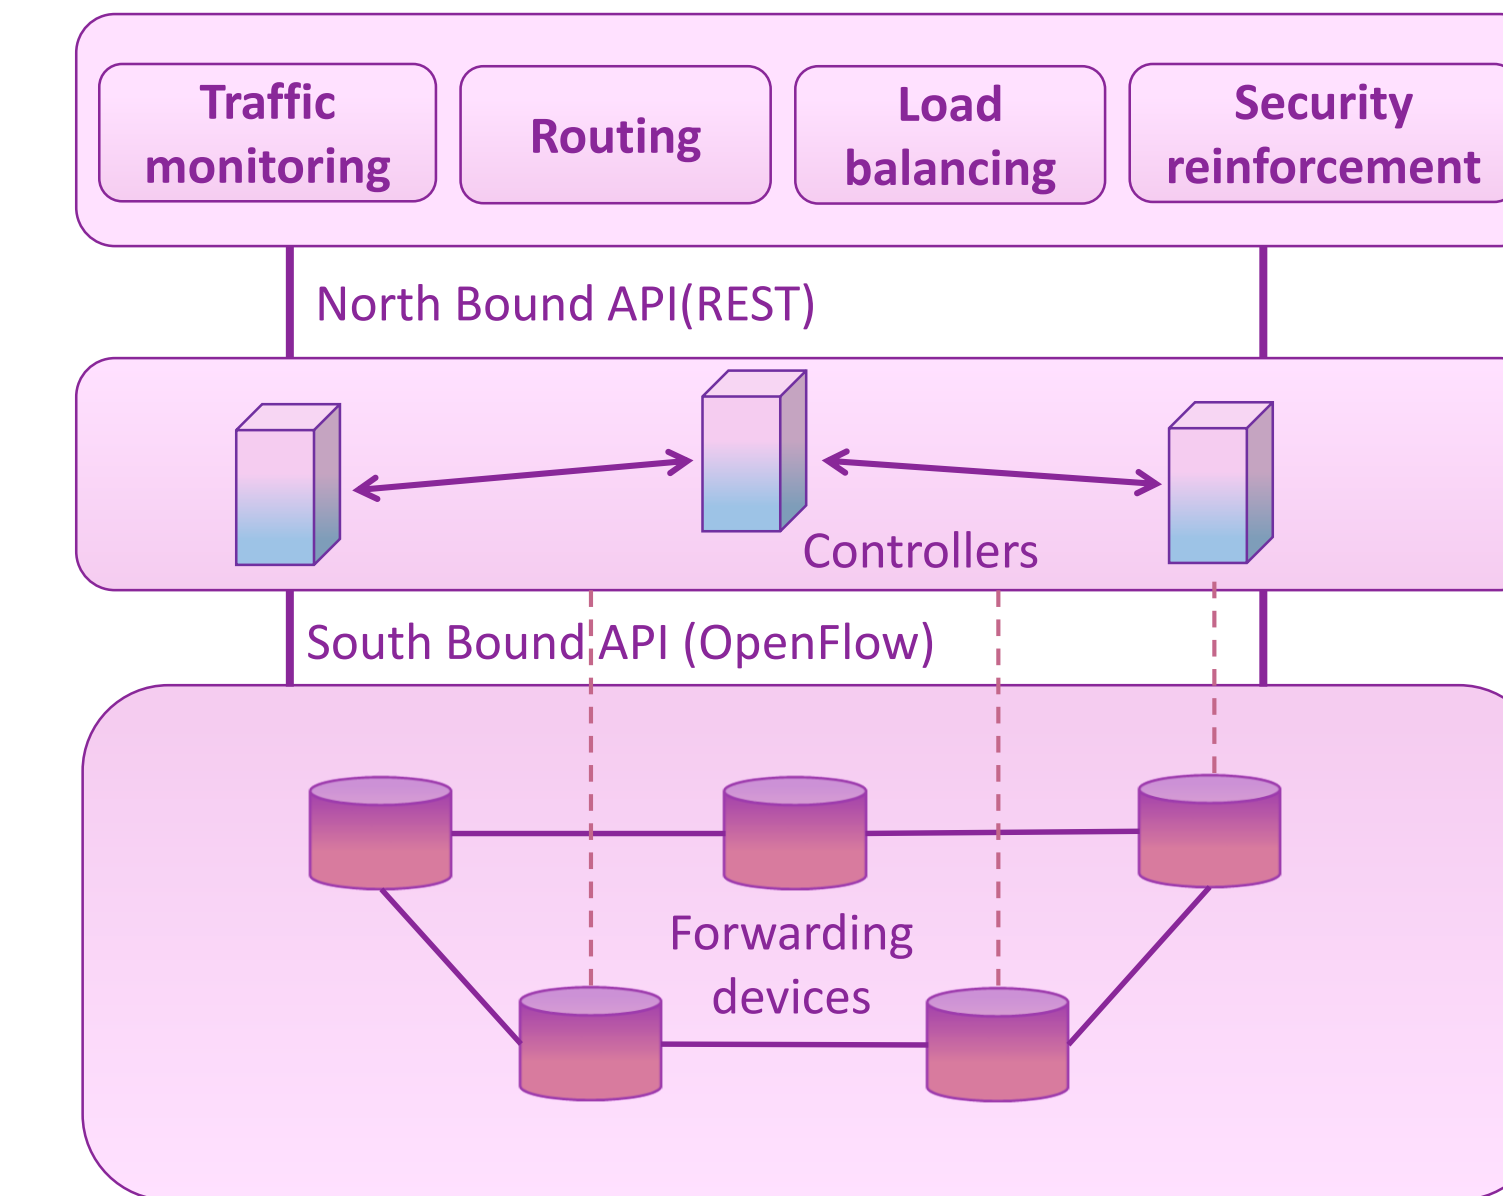 Traffic
monitoring
Routing
Load
balancing
Security
reinforcement
North Bound API(REST)
Controllers
South Bound API (OpenFlow)
Forwarding
devices